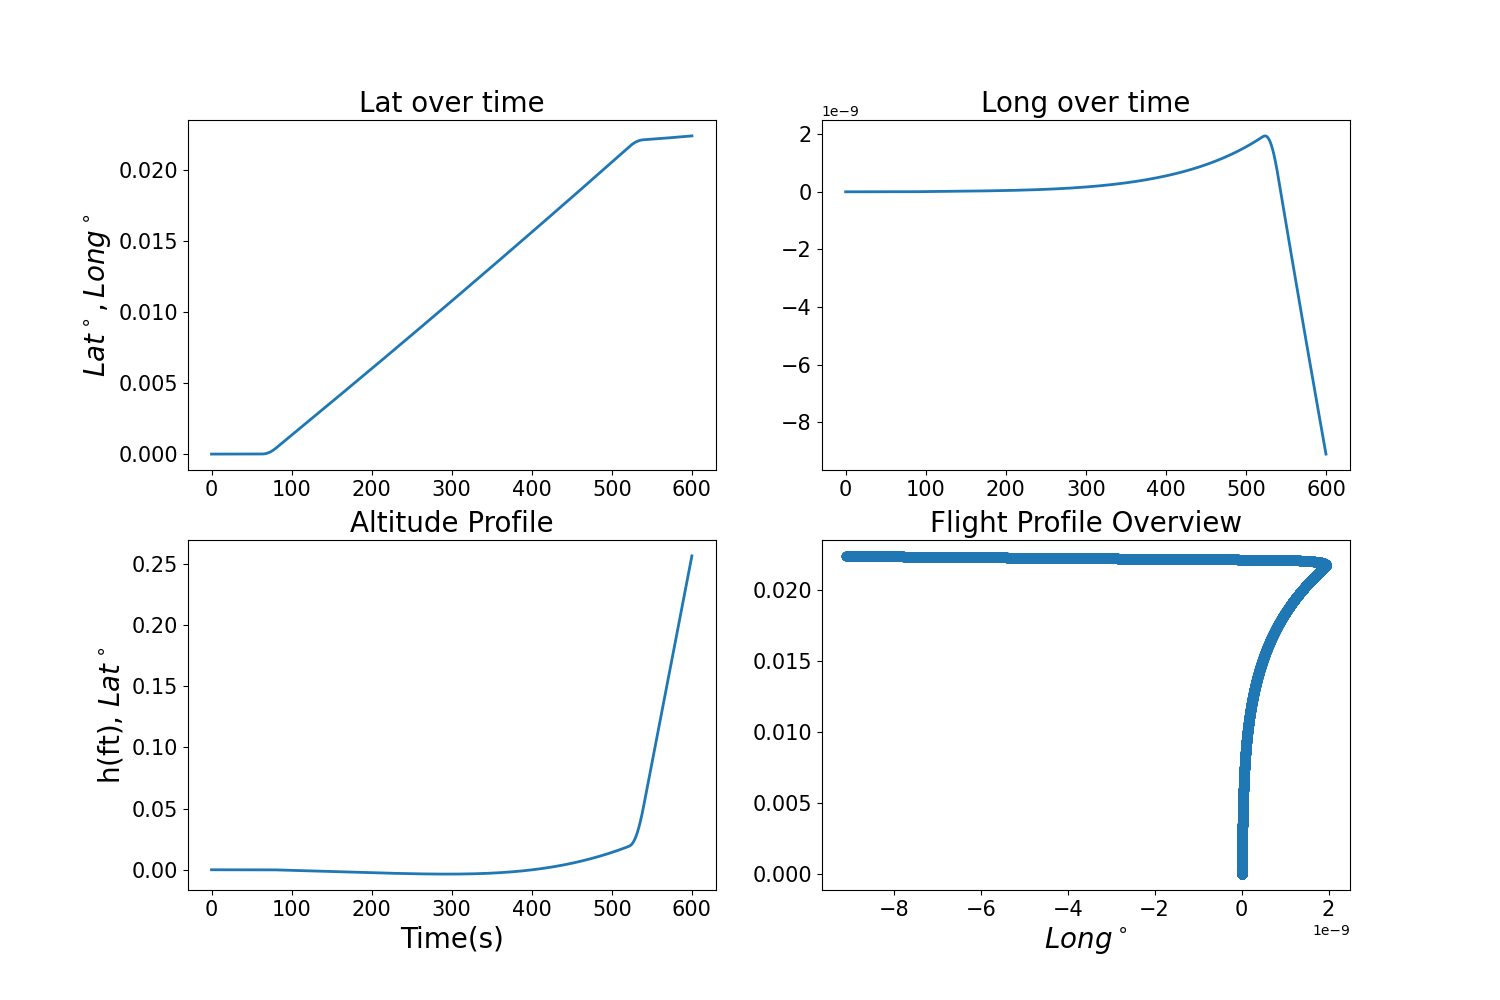 Lat over time
Lat°, Long°
0.020
0.015
0.010
0.005
0.000
0 100 200 300 400 500 600
Long over time
1e−9
2
0
−2
−4
−6
−8
0 100 200 300 400 500 600
Altitude Profile
h(ft), Lat°
0.25
0.20
0.15
0.10
0.05
0.00
0 100 200 300 400 500 600
Time(s)
Flight Profile Overview
0.020
0.015
0.010
0.005
0.000
−8 −6 −4 −2 0 2
1e−9
Long°